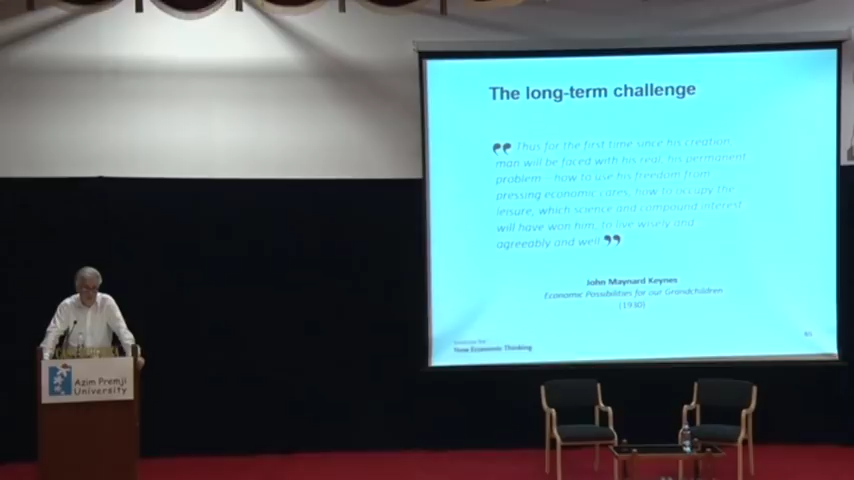 The long-term challenge
Thus for the first time since his creation
man will be faced with his real, his permanent
problem – how to use his freedom from
pressing economic cares, how to occupy the
leisure, which science and compound interest
will have won him, to live wisely and
agreeably and well
John Maynard Keynes
Economic Possibilities for our Grandchildren
(1930)
New Economic Thinking
Azim Premji
University